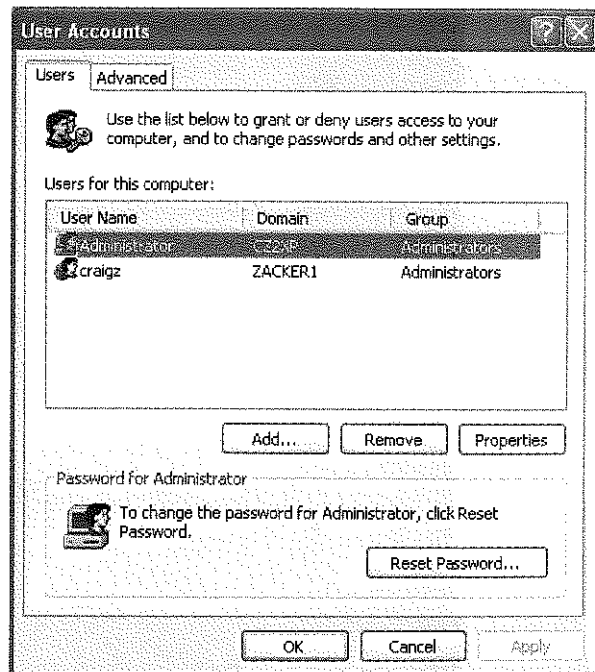 User Accounts
Users Advanced
Use the list below to grant or deny users access to your
computer, and to change passwords and other settings.
Users for this computer:
User Name Domain Group
Administrator Administrators
craigz ZACKER1 Administrators
Add... Remove Properties
Password for Administrator
To change the password for Administrator, click Reset
Password.
Reset Password...
OK Cancel Apply